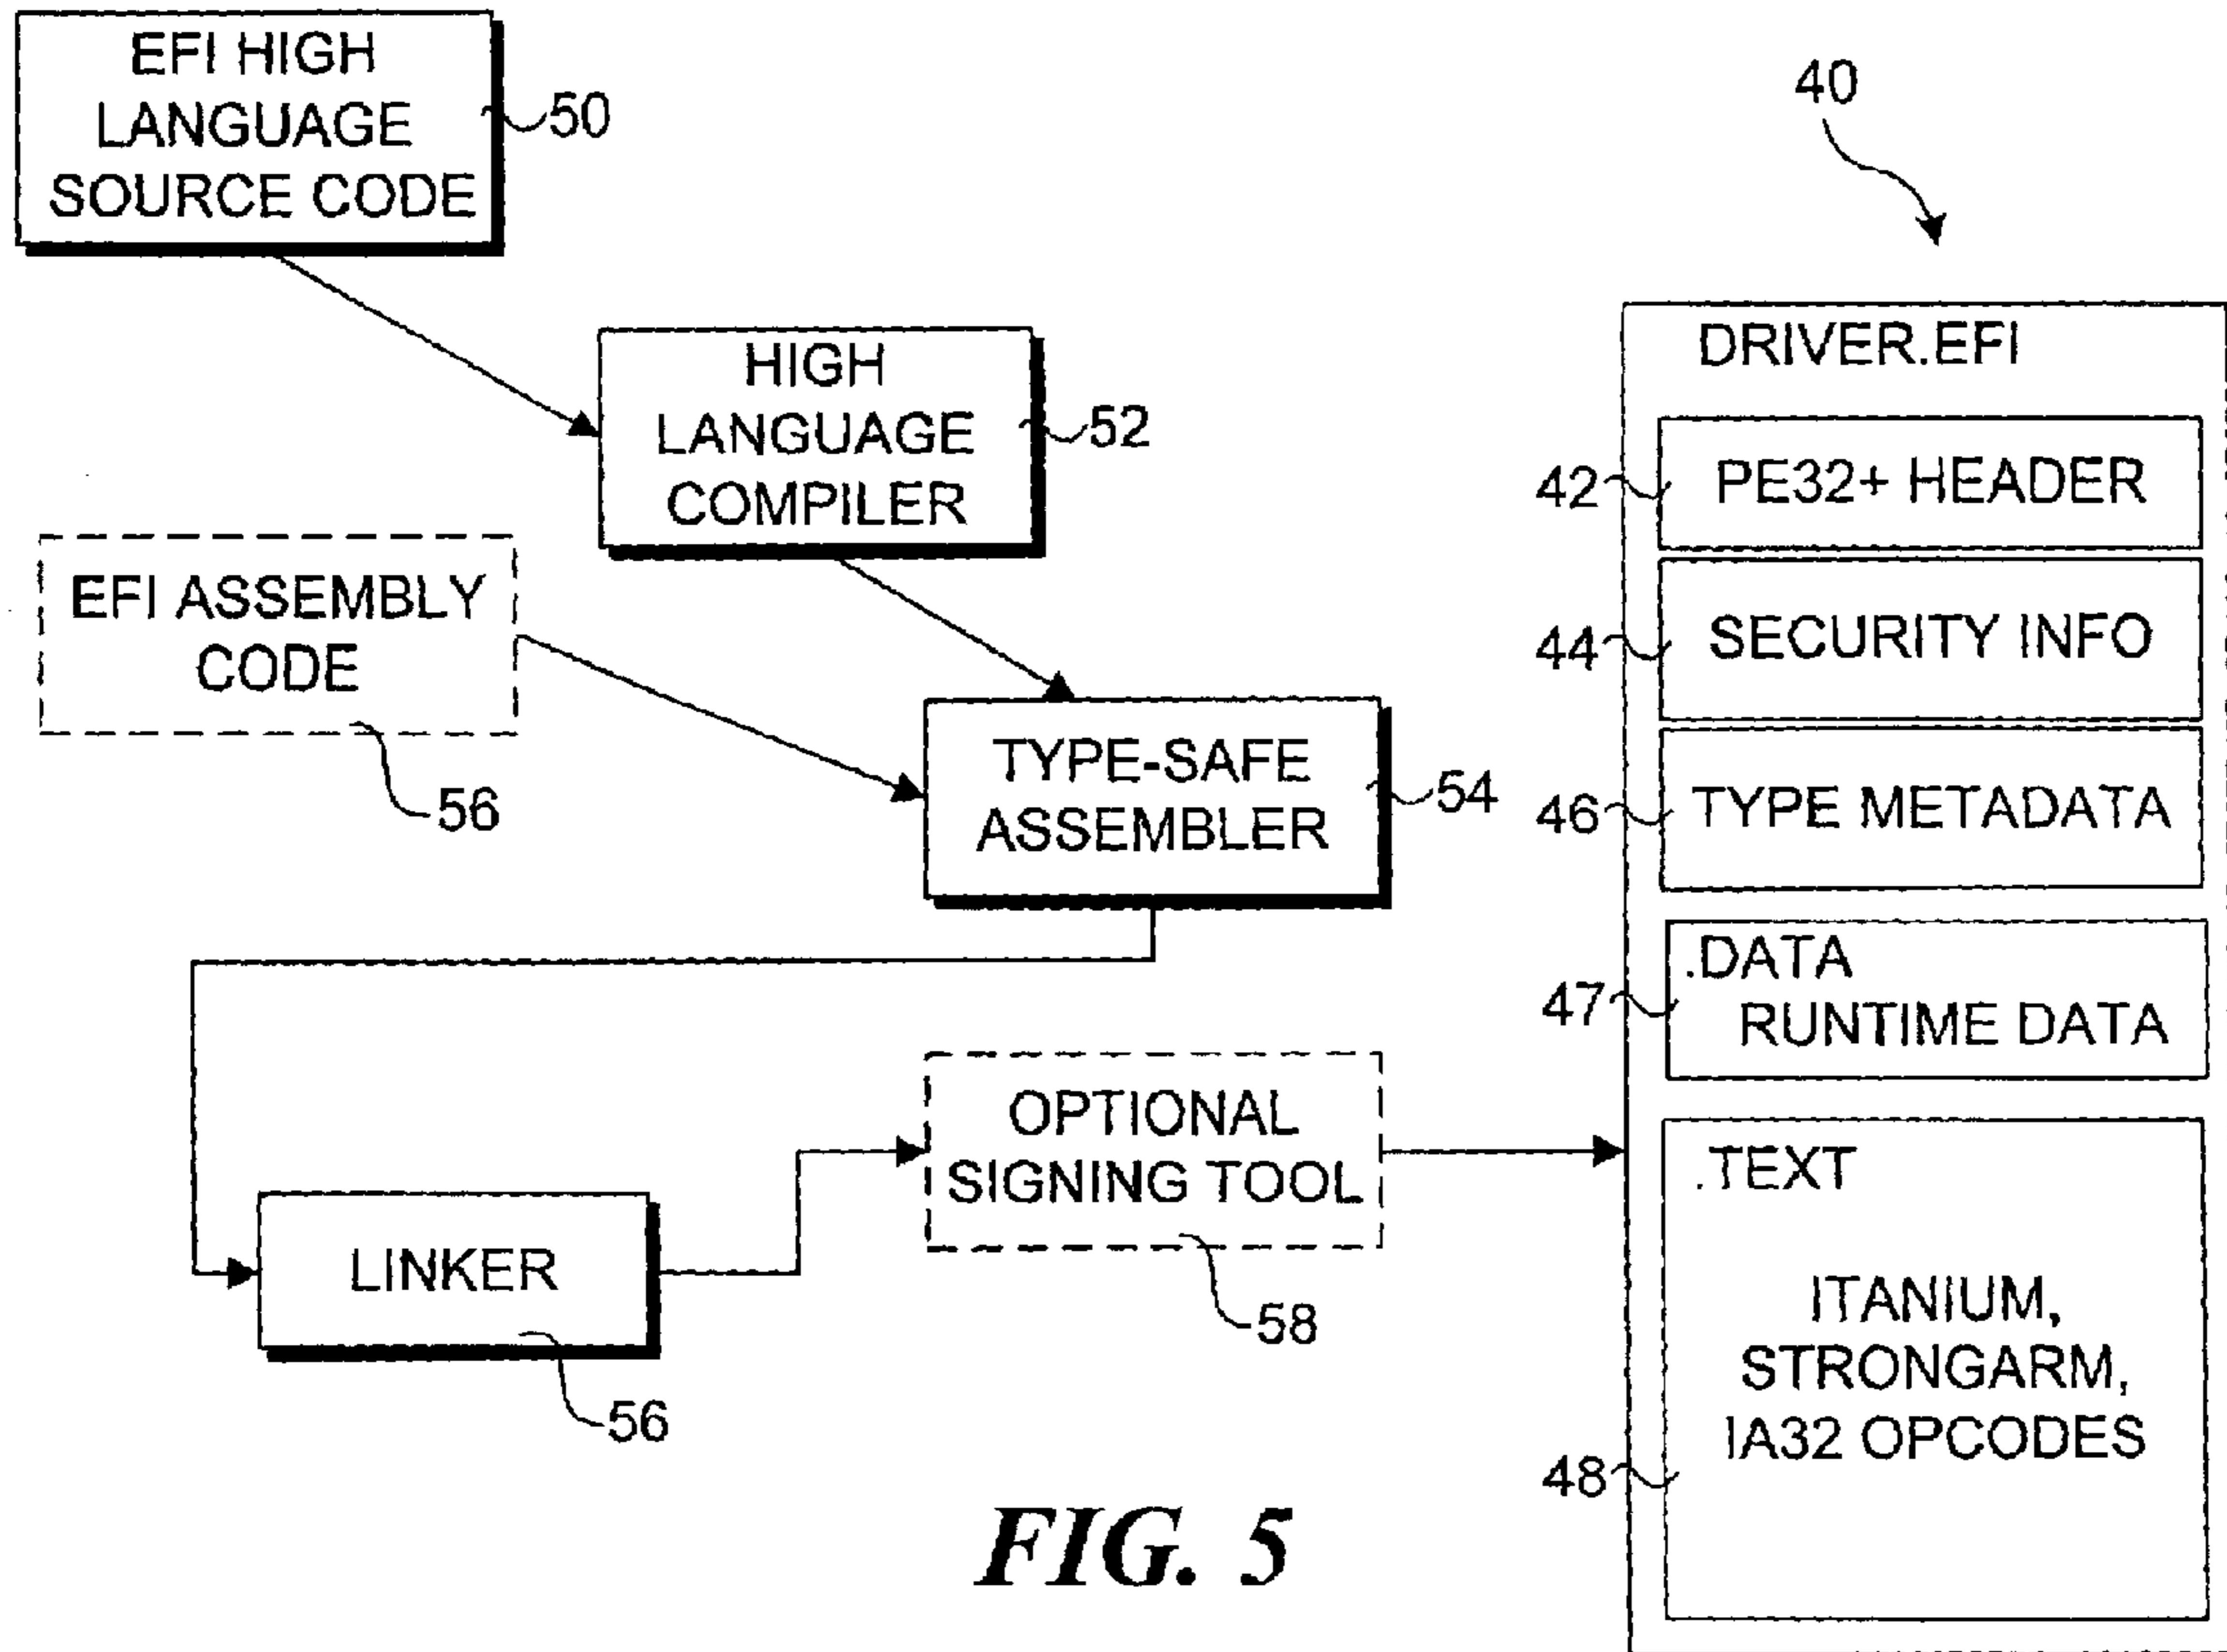 EFI HIGH
LANGUAGE
SOURCE CODE
50
HIGH
LANGUAGE
COMPILER
52
EFI ASSEMBLY
CODE
56
TYPE-SAFE
ASSEMBLER
54
LINKER
56
OPTIONAL
SIGNING TOOL
58
40
DRIVER.EFI
42
PE32+ HEADER
44
SECURITY INFO
46
TYPE METADATA
47
.DATA
RUNTIME DATA
48
.TEXT
ITANIUM,
STRONGARM,
IA32 OPCODES
FIG. 5